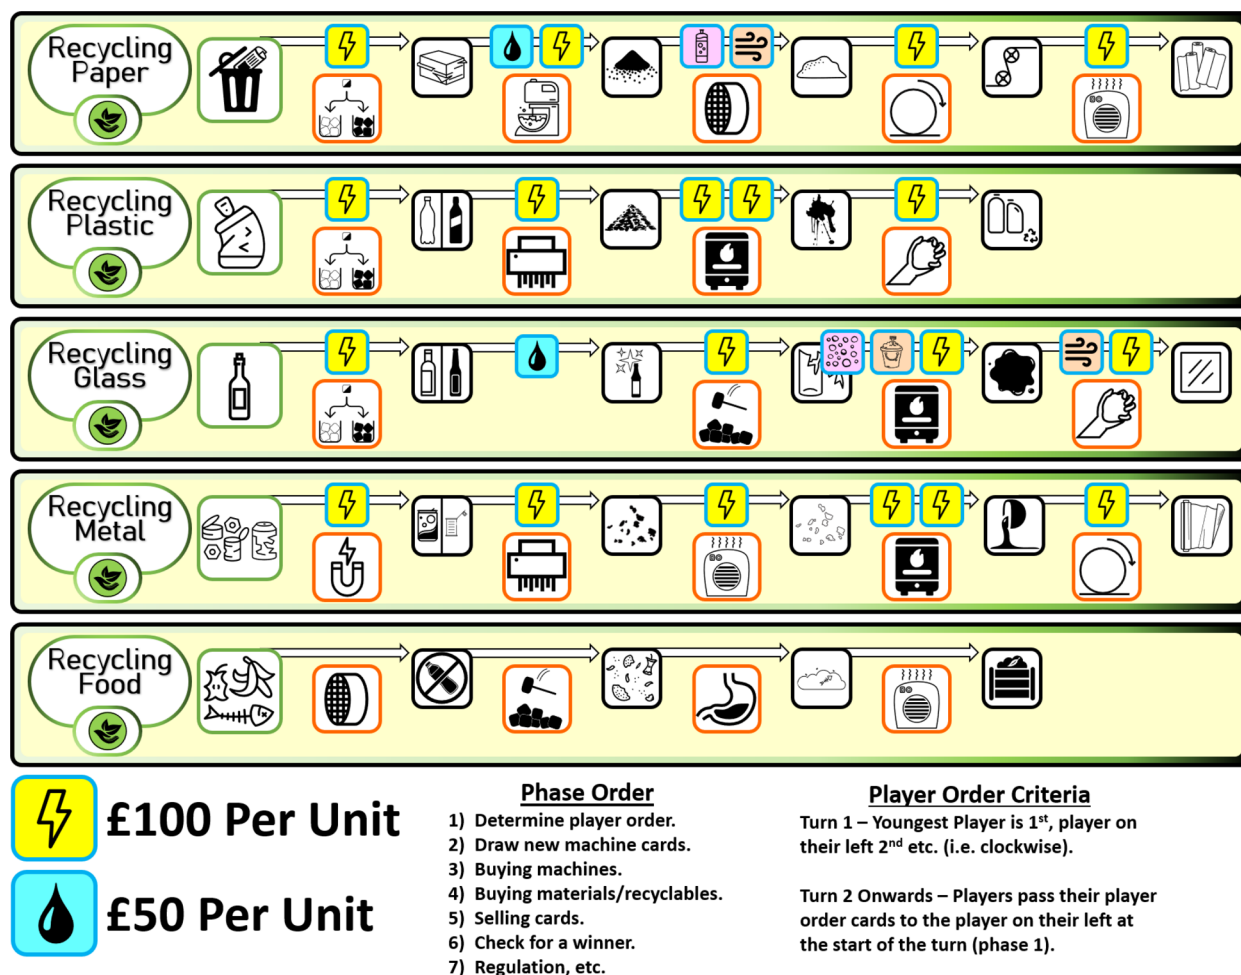 Recycling
Paper
Recycling
Plastic
Recycling
Glass
Recycling
Metal
Recycling
Food
£100 Per Unit
£50 Per Unit
Phase Order
1) Determine player order.
2) Draw new machine cards.
3) Buying machines.
4) Buying materials/recyclables.
5) Selling cards.
6) Check for a winner.
7) Regulation, etc.
Player Order Criteria
Turn 1 – Youngest Player is 1st, player on
their left 2nd etc. (i.e. clockwise).
Turn 2 Onwards – Players pass their player
order cards to the player on their left at
the start of the turn (phase 1).